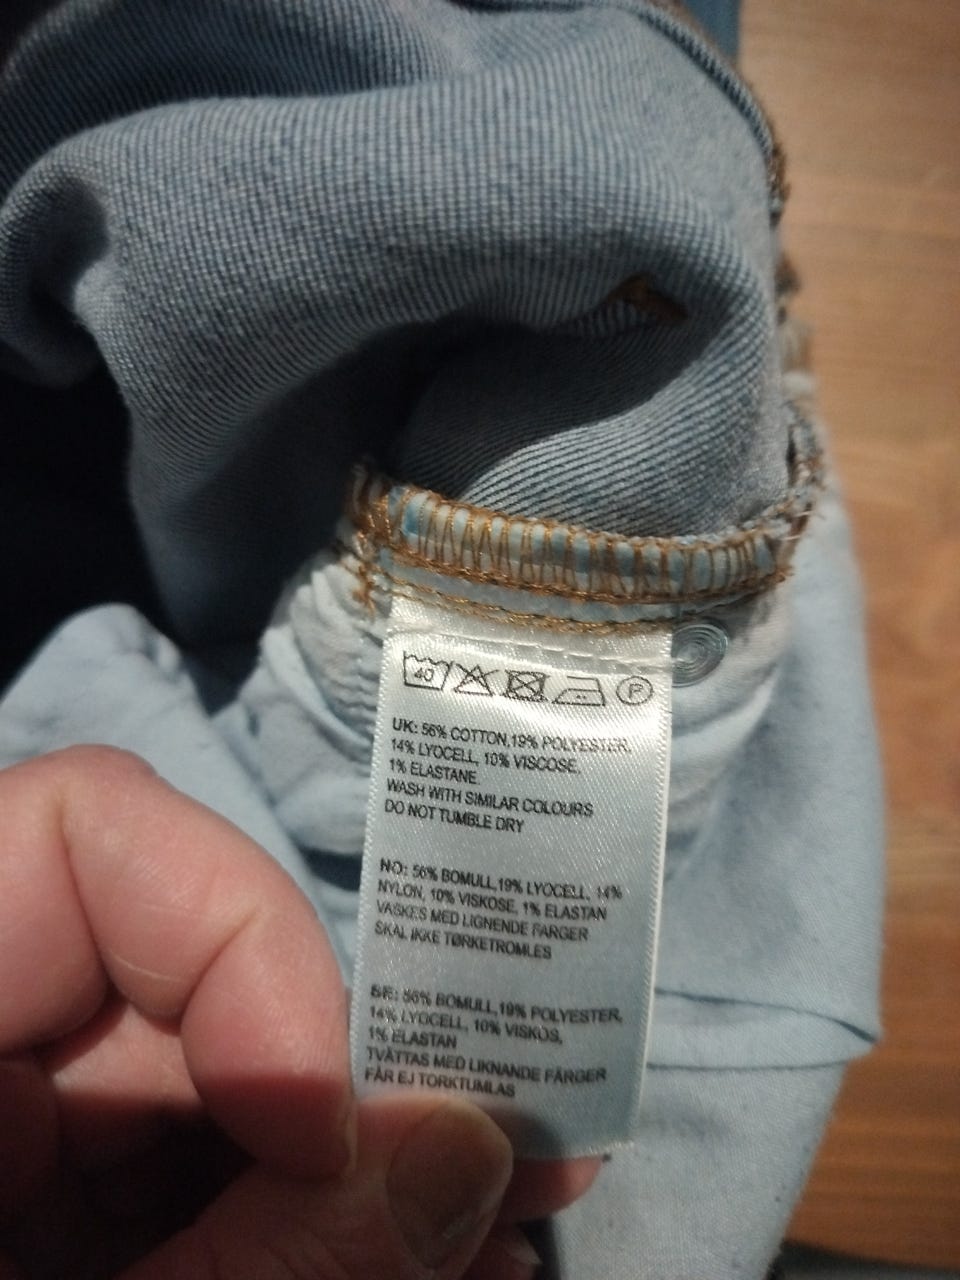 40 P
UK: 56% COTTON,19% POLYESTER,
14% LYOCELL, 10% VISCOSE,
1% ELASTANE.
WASH WITH SIMILAR COLOURS
DO NOT TUMBLE DRY
NO: 56% BOMULL,19% LYOCELL, 14%
NYLON, 10% VISKOSE, 1% ELASTAN
VASKES MED LIGNENDE FARGER
SKAL IKKE TØRKETROMLES
SE: 56% BOMULL,19% POLYESTER,
14% LYOCELL, 10% VISKOS,
1% ELASTAN
TVÄTTAS MED LIKNANDE FÄRGER
FÅR EJ TORKTUMLAS